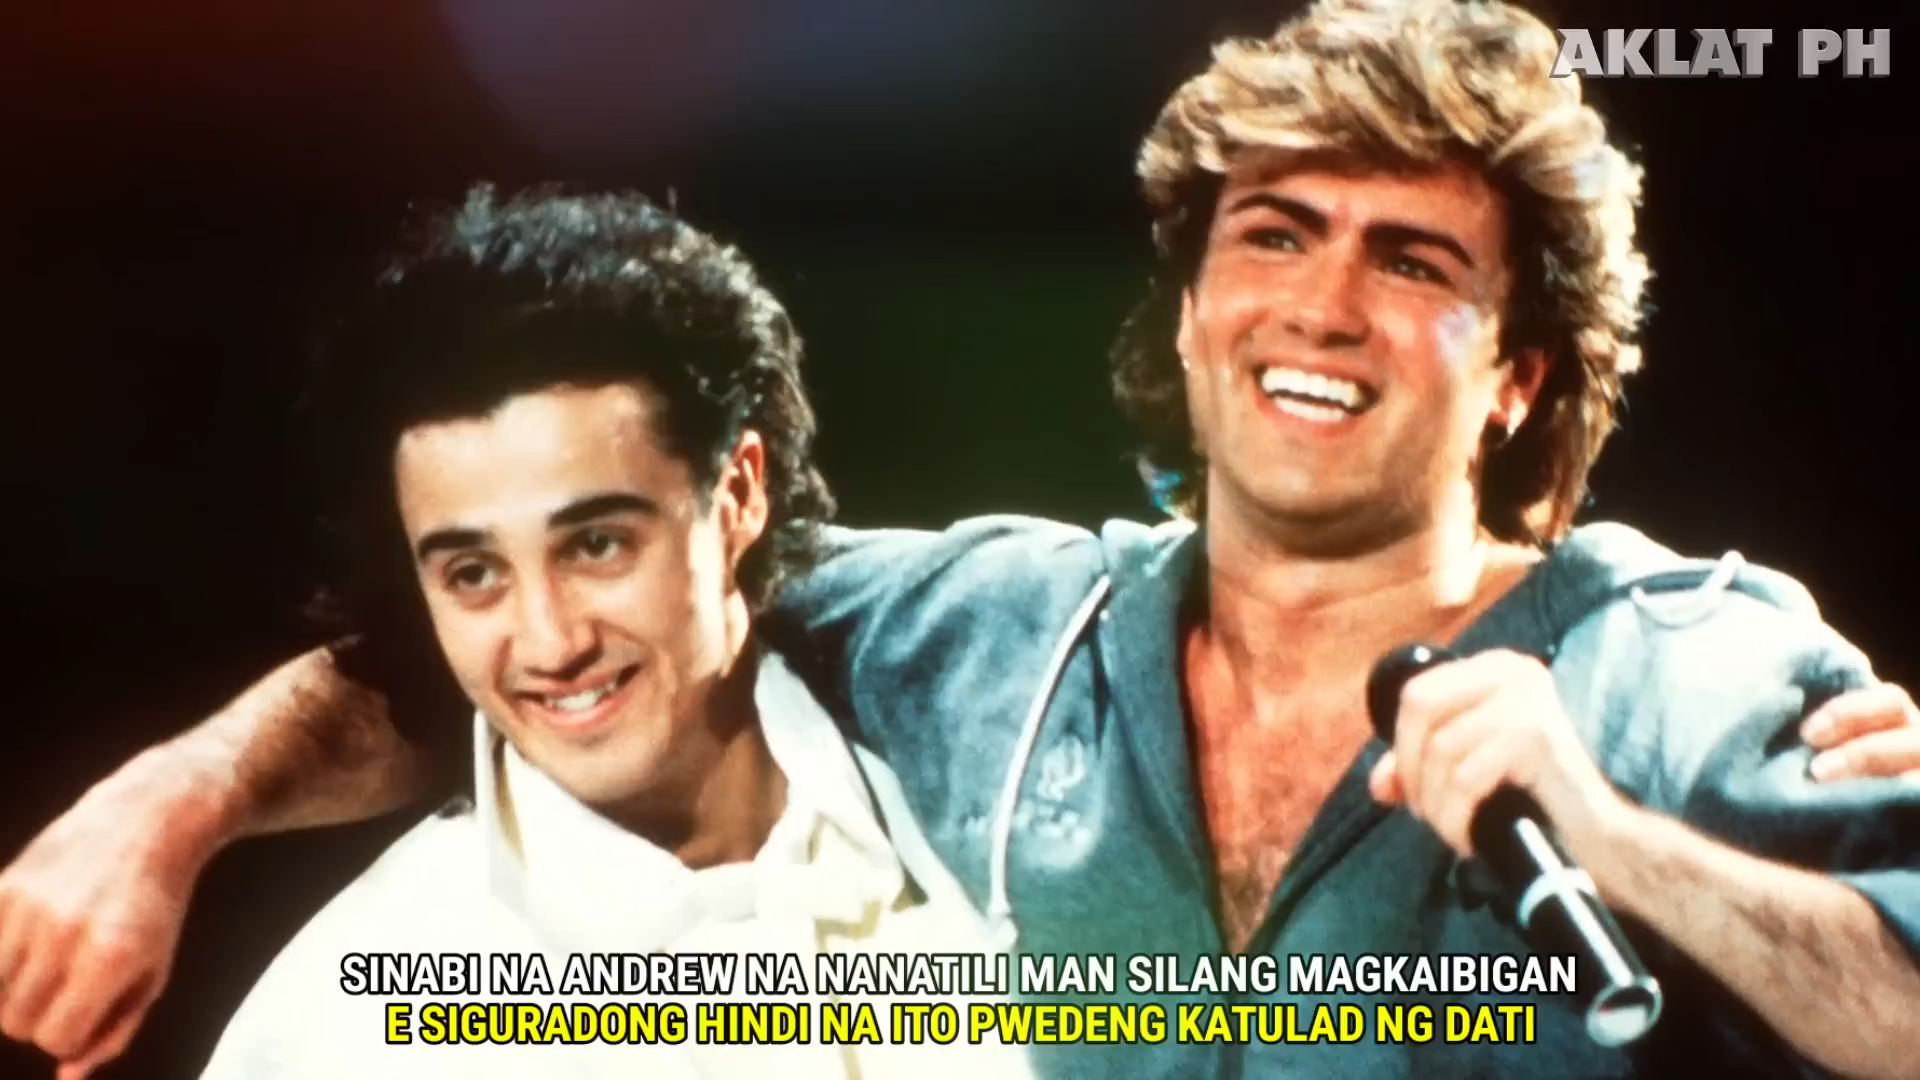 AKLAT PH
SINABI NA ANDREW NA NANATILI MAN SILANG MAGKAIBIGAN
E SIGURADONG HINDI NA ITO PWEDENG KATULAD NG DATI